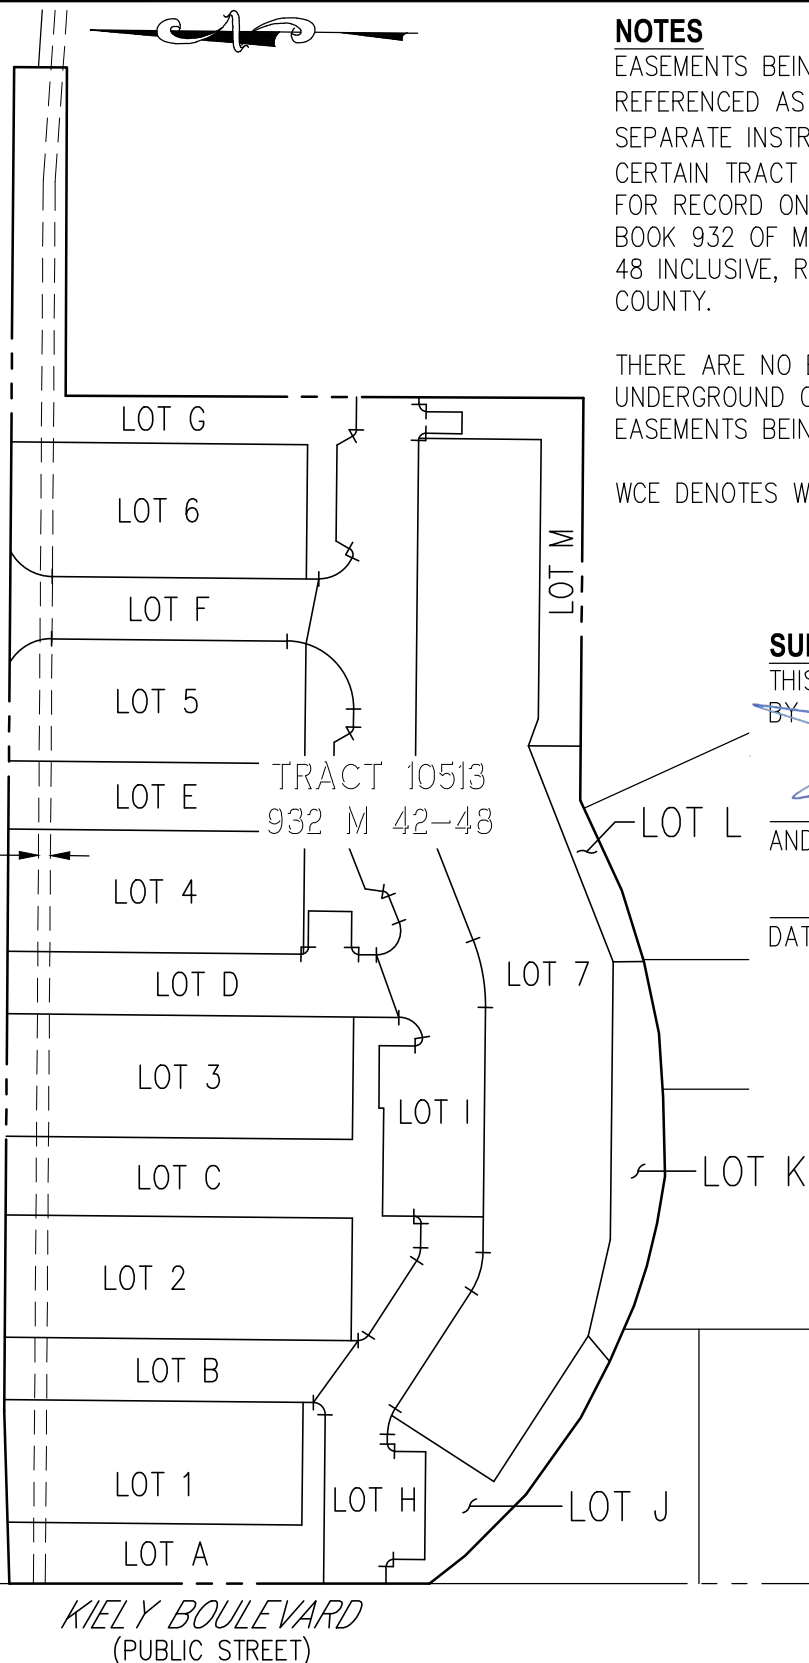 NOTES
EASEMENTS BEIN
REFERENCED AS
SEPARATE INSTR
CERTAIN TRACT
FOR RECORD ON
BOOK 932 OF M
48 INCLUSIVE, R
COUNTY.
THERE ARE NO
UNDERGROUND
EASEMENTS BEIN
WCE DENOTES W
LOT G
LOT 6
LOT M
LOT F
SU
THIS
BY
LOT 5
TRACT 10513
932 M 42-48
LOT E
LOT L
AND
LOT 4
DAT
LOT D
LOT 7
LOT 3
LOT I
LOT C
LOT K
LOT 2
LOT B
LOT 1
LOT H
LOT J
LOT A
KIELY BOULEVARD
(PUBLIC STREET)